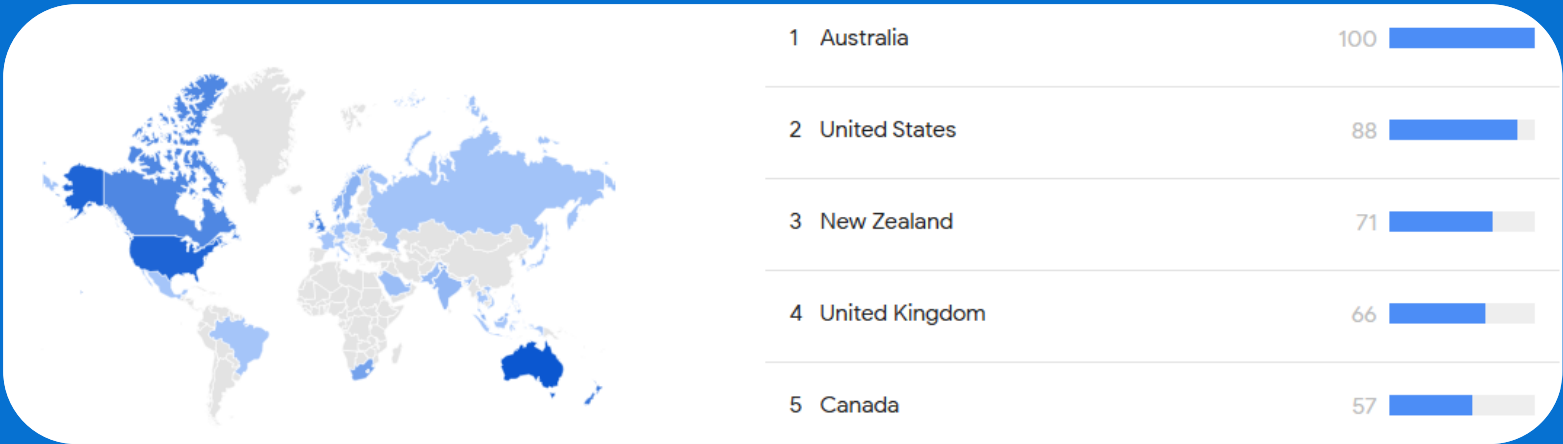 1 Australia 100
2 United States 88
3 New Zealand 71
4 United Kingdom 66
5 Canada 57